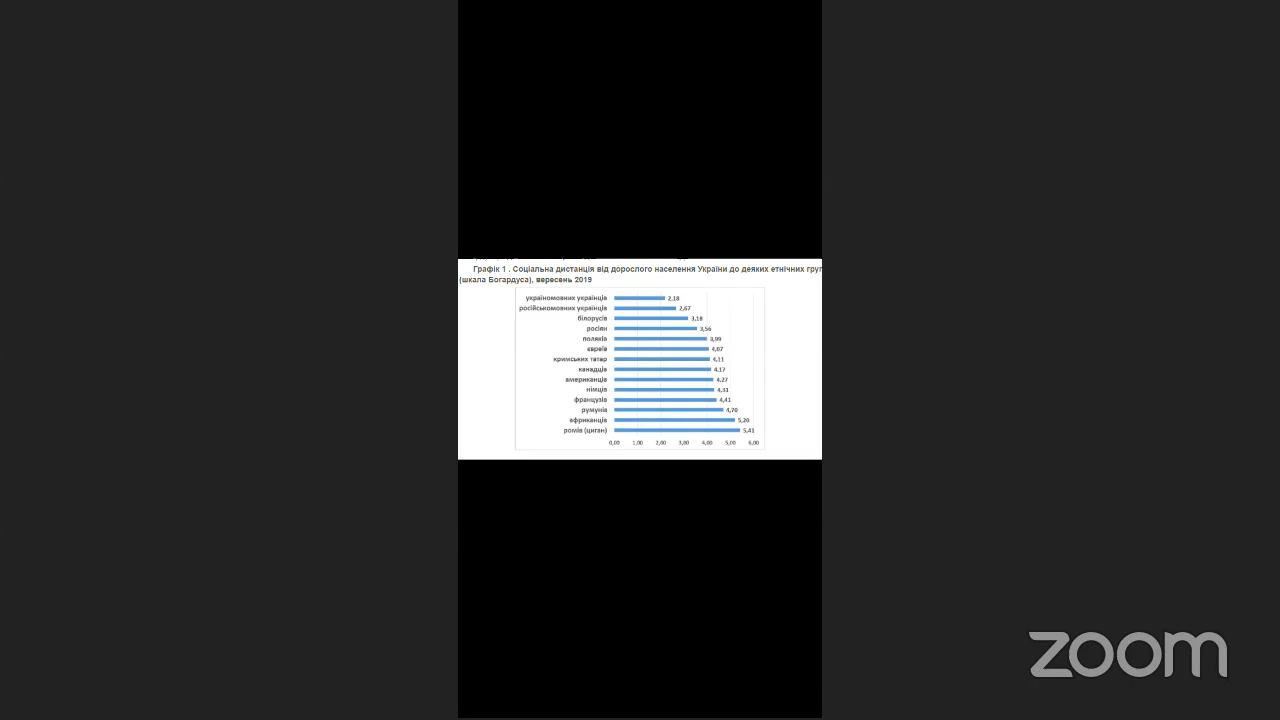 Графік 1 . Соціальна дистанція від дорослого населення України до деяких етнічних груп
(шкала Богардуса), вересень 2019
україномовних українців 2,18
російськомовних українців 2,67
білорусів 3,18
росіян 3,56
поляків 3,99
євреїв 4,07
кримських татар 4,11
канадців 4,17
американців 4,27
німців 4,31
французів 4,41
румунів 4,70
африканців 5,20
ромів (циган) 5,41
0,00 1,00 2,00 3,00 4,00 5,00 6,00
zoom